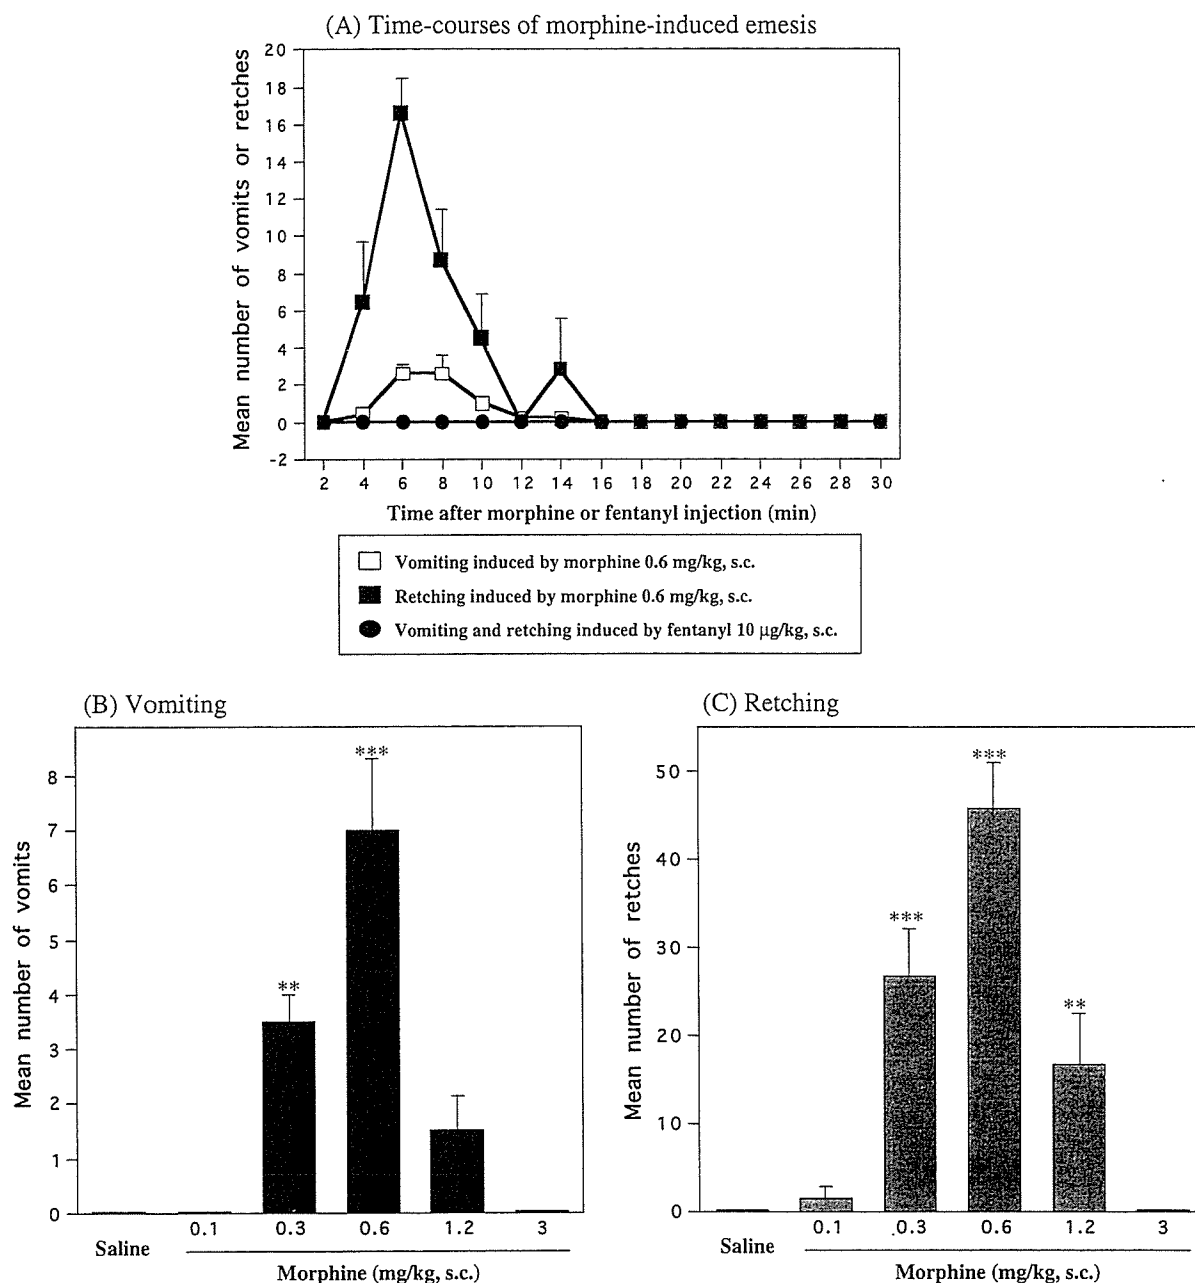 (A) Time-courses of morphine-induced emesis
Mean number of vomits or retches
20
18
16
14
12
10
8
6
4
2
0
-2
2 4 6 8 10 12 14 16 18 20 22 24 26 28 30
Time after morphine or fentanyl injection (min)
Vomiting induced by morphine 0.6 mg/kg, s.c.
Retching induced by morphine 0.6 mg/kg, s.c.
Vomiting and retching induced by fentanyl 10 µg/kg, s.c.
(B) Vomiting
Mean number of vomits
8
7
6
5
4
3
2
1
0
**
***
Saline 0.1 0.3 0.6 1.2 3
Morphine (mg/kg, s.c.)
(C) Retching
Mean number of retches
50
40
30
20
10
0
***
***
**
Saline 0.1 0.3 0.6 1.2 3
Morphine (mg/kg, s.c.)